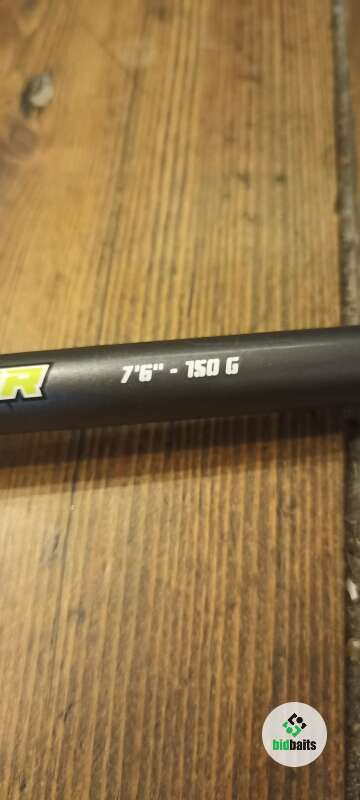 R
7'6" - 150 G
bidbaits